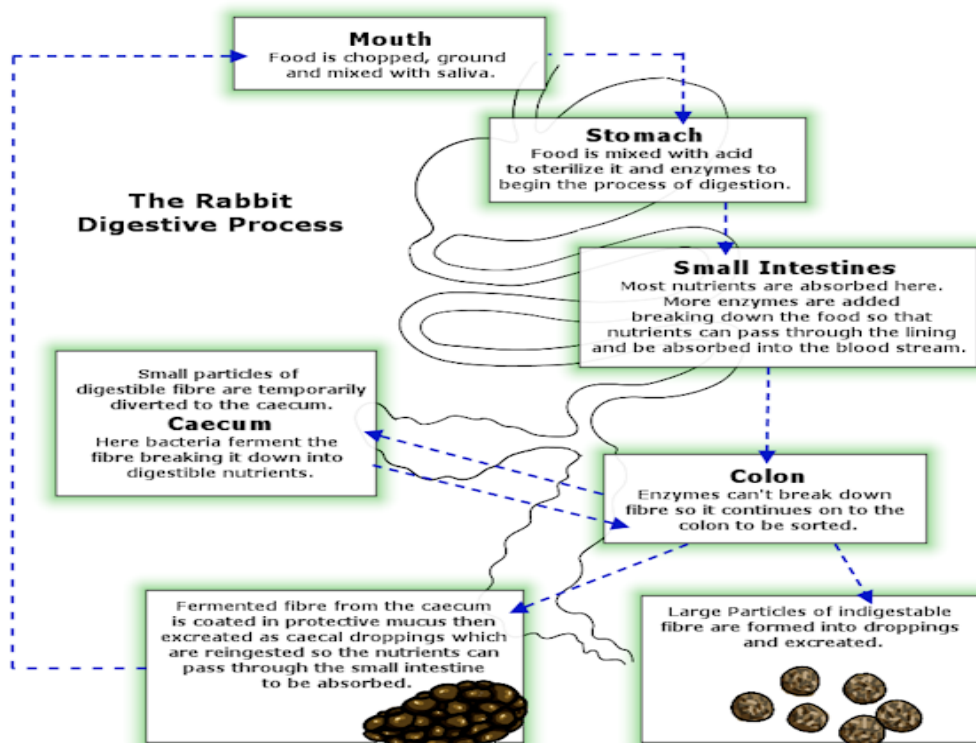 Mouth
Food is chopped, ground
and mixed with saliva.
Stomach
Food is mixed with acid
to sterilize it and enzymes to
begin the process of digestion.
The Rabbit
Digestive Process
Small Intestines
Most nutrients are absorbed here.
More enzymes are added
breaking down the food so that
nutrients can pass through the lining
and be absorbed into the blood stream.
Small particles of
digestible fibre are temporarily
diverted to the caecum.
Caecum
Here bacteria ferment the
fibre breaking it down into
digestible nutrients.
Colon
Enzymes can't break down
fibre so it continues on to the
colon to be sorted.
Fermented fibre from the caecum
is coated in protective mucus then
excreated as caecal droppings which
are reingested so the nutrients can
pass through the small intestine
to be absorbed.
Large Particles of indigestable
fibre are formed into droppings
and excreated.